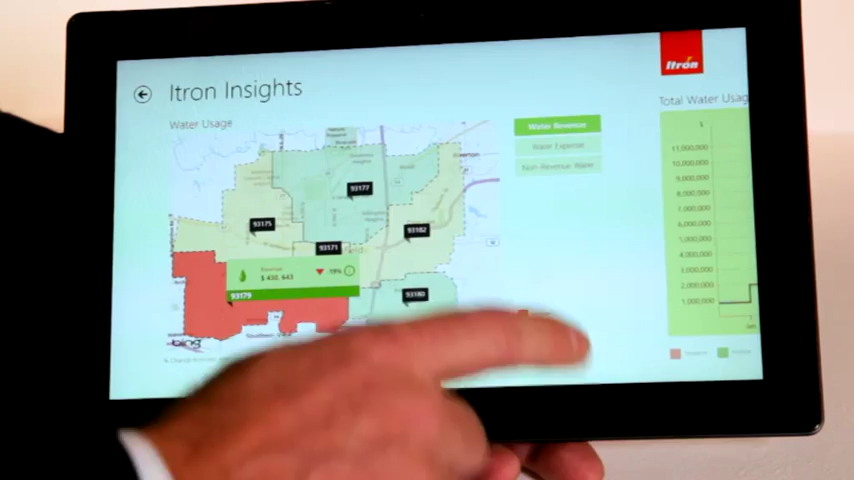 Itron
Itron Insights
Water Usage
Total Water Usag
Water Revenue
Water Expense
Non-Revenue Water
$
11,000,000
10,000,000
9,000,000
8,000,000
7,000,000
6,000,000
5,000,000
4,000,000
3,000,000
2,000,000
1,000,000
93177
93175
93182
93171
Revenue
$ 430, 643
19%
93179
93180
bing